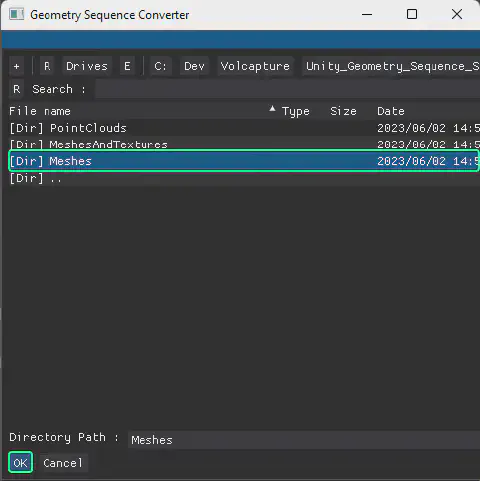 Geometry Sequence Converter
+ R Drives E C: Dev Volcapture Unity_Geometry_Sequence_S
R Search :
File name Type Size Date
[Dir] PointClouds 2023/06/02 14:5
[Dir] MeshesAndTextures 2023/06/02 14:5
[Dir] Meshes 2023/06/02 14:5
[Dir] ..
Directory Path : Meshes
OK Cancel